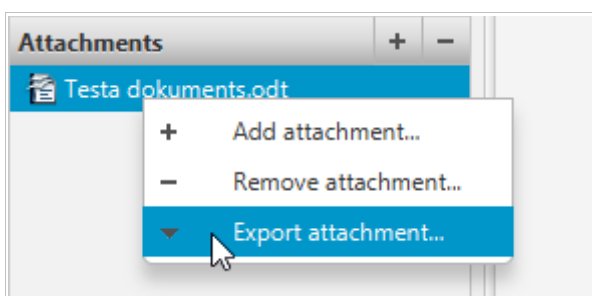 Attachments + −
Testa dokuments.odt
+ Add attachment...
− Remove attachment...
Export attachment...